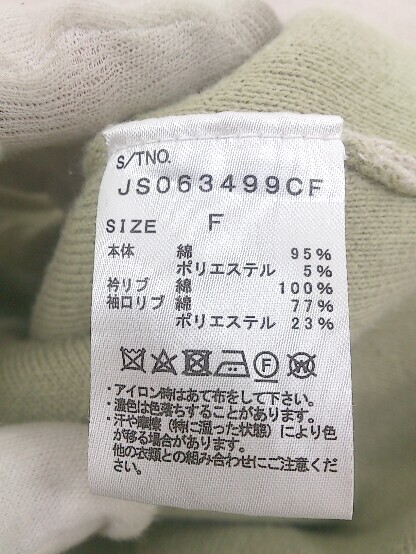 S/TNO.
JS063499CF
SIZE F
本体 綿 95%
ポリエステル 5%
衿リブ 綿 100%
袖口リブ 綿 77%
ポリエステル 23%
F W
・アイロン時はあて布をして下さい。
・濃色は色落ちすることがあります。
・汗や摩擦(特に湿った状態)により色
が移る場合があります。
他の衣類との組み合わせにご注意くだ
さい。